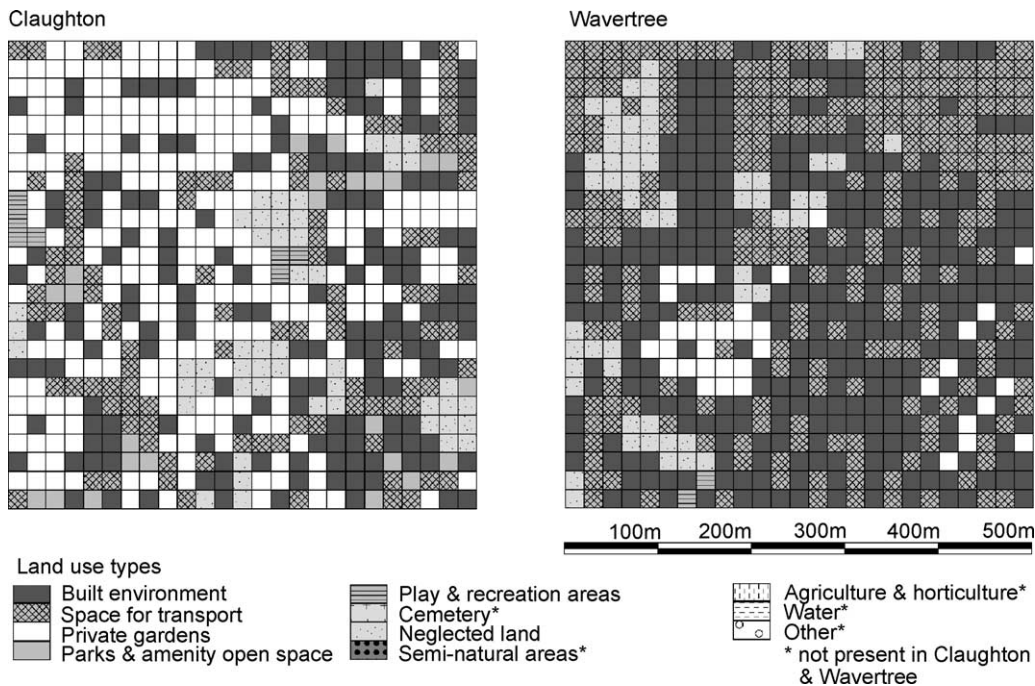 Claughton
Wavertree
100m 200m 300m 400m 500m
Land use types
Built environment
Space for transport
Private gardens
Parks & amenity open space
Play & recreation areas
Cemetery*
Neglected land
Semi-natural areas*
Agriculture & horticulture*
Water*
Other*
* not present in Claughton
& Wavertree